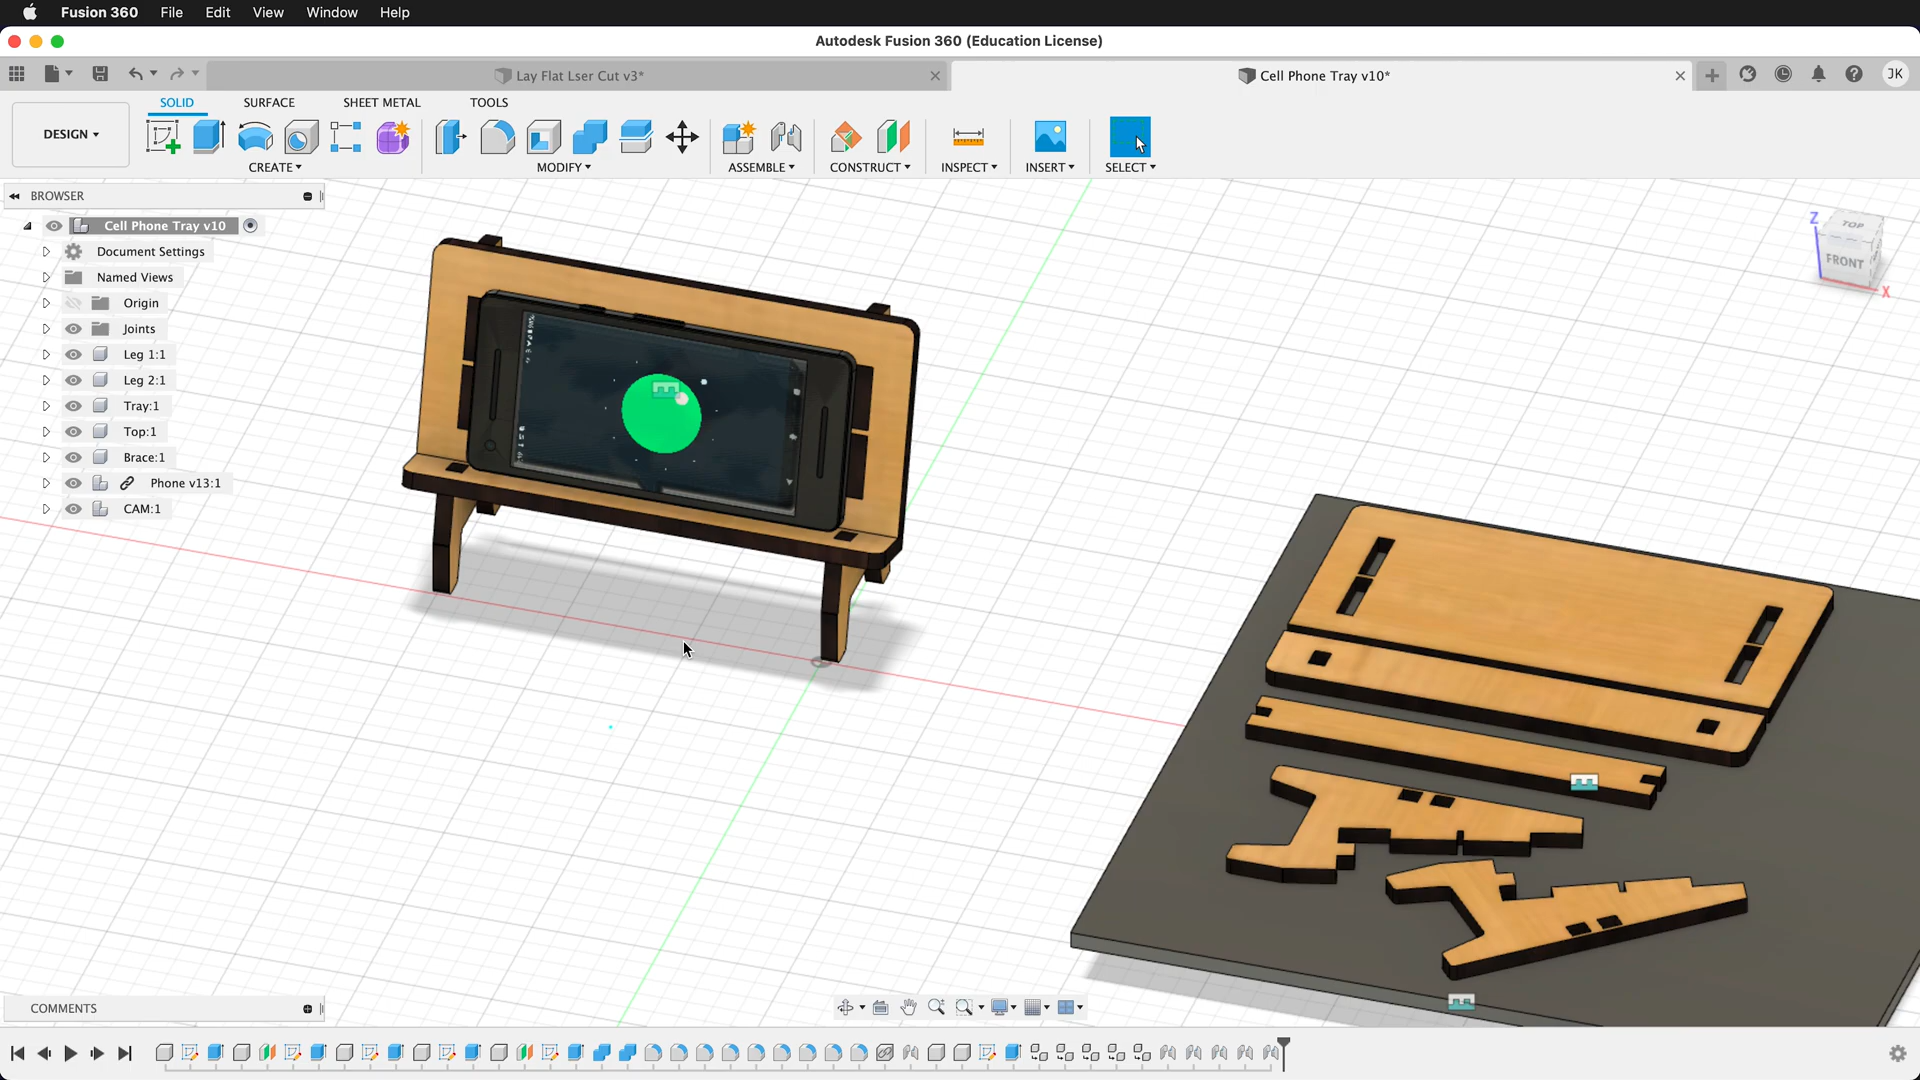 Fusion 360 File Edit View Window Help
Autodesk Fusion 360 (Education License)
Lay Flat Lser Cut v3*
Cell Phone Tray v10*
JK
SOLID SURFACE SHEET METAL TOOLS
DESIGN
CREATE MODIFY ASSEMBLE CONSTRUCT INSPECT INSERT SELECT
BROWSER
Cell Phone Tray v10
Document Settings
Named Views
Origin
Joints
Leg 1:1
Leg 2:1
Tray:1
Top:1
Brace:1
Phone v13:1
CAM:1
Z
TOP
FRONT
X
COMMENTS